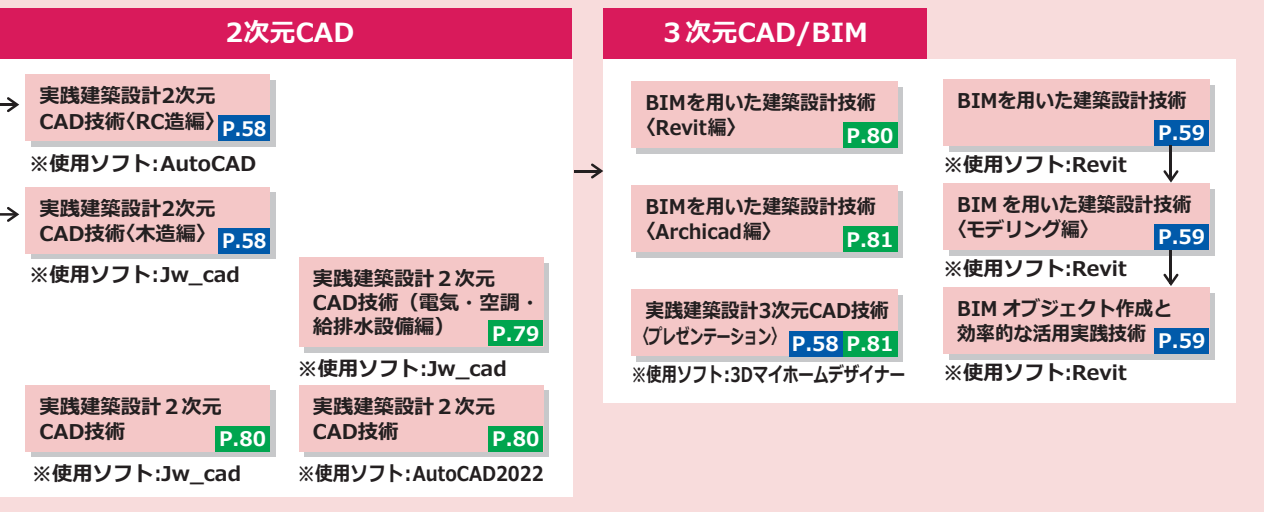 2次元CAD
実践建築設計2次元
CAD技術〈RC造編〉 P.58
※使用ソフト:AutoCAD
実践建築設計2次元
CAD技術〈木造編〉 P.58
※使用ソフト:Jw_cad
実践建築設計２次元
CAD技術（電気・空調・
給排水設備編） P.79
※使用ソフト:Jw_cad
実践建築設計２次元
CAD技術 P.80
※使用ソフト:Jw_cad
実践建築設計２次元
CAD技術 P.80
※使用ソフト:AutoCAD2022
３次元CAD/BIM
BIMを用いた建築設計技術
〈Revit編〉 P.80
BIMを用いた建築設計技術
〈Archicad編〉 P.81
実践建築設計3次元CAD技術
〈プレゼンテーション〉 P.58 P.81
※使用ソフト:3Dマイホームデザイナー
BIMを用いた建築設計技術
P.59
※使用ソフト:Revit
BIM を用いた建築設計技術
〈モデリング編〉 P.59
※使用ソフト:Revit
BIM オブジェクト作成と
効率的な活用実践技術 P.59
※使用ソフト:Revit